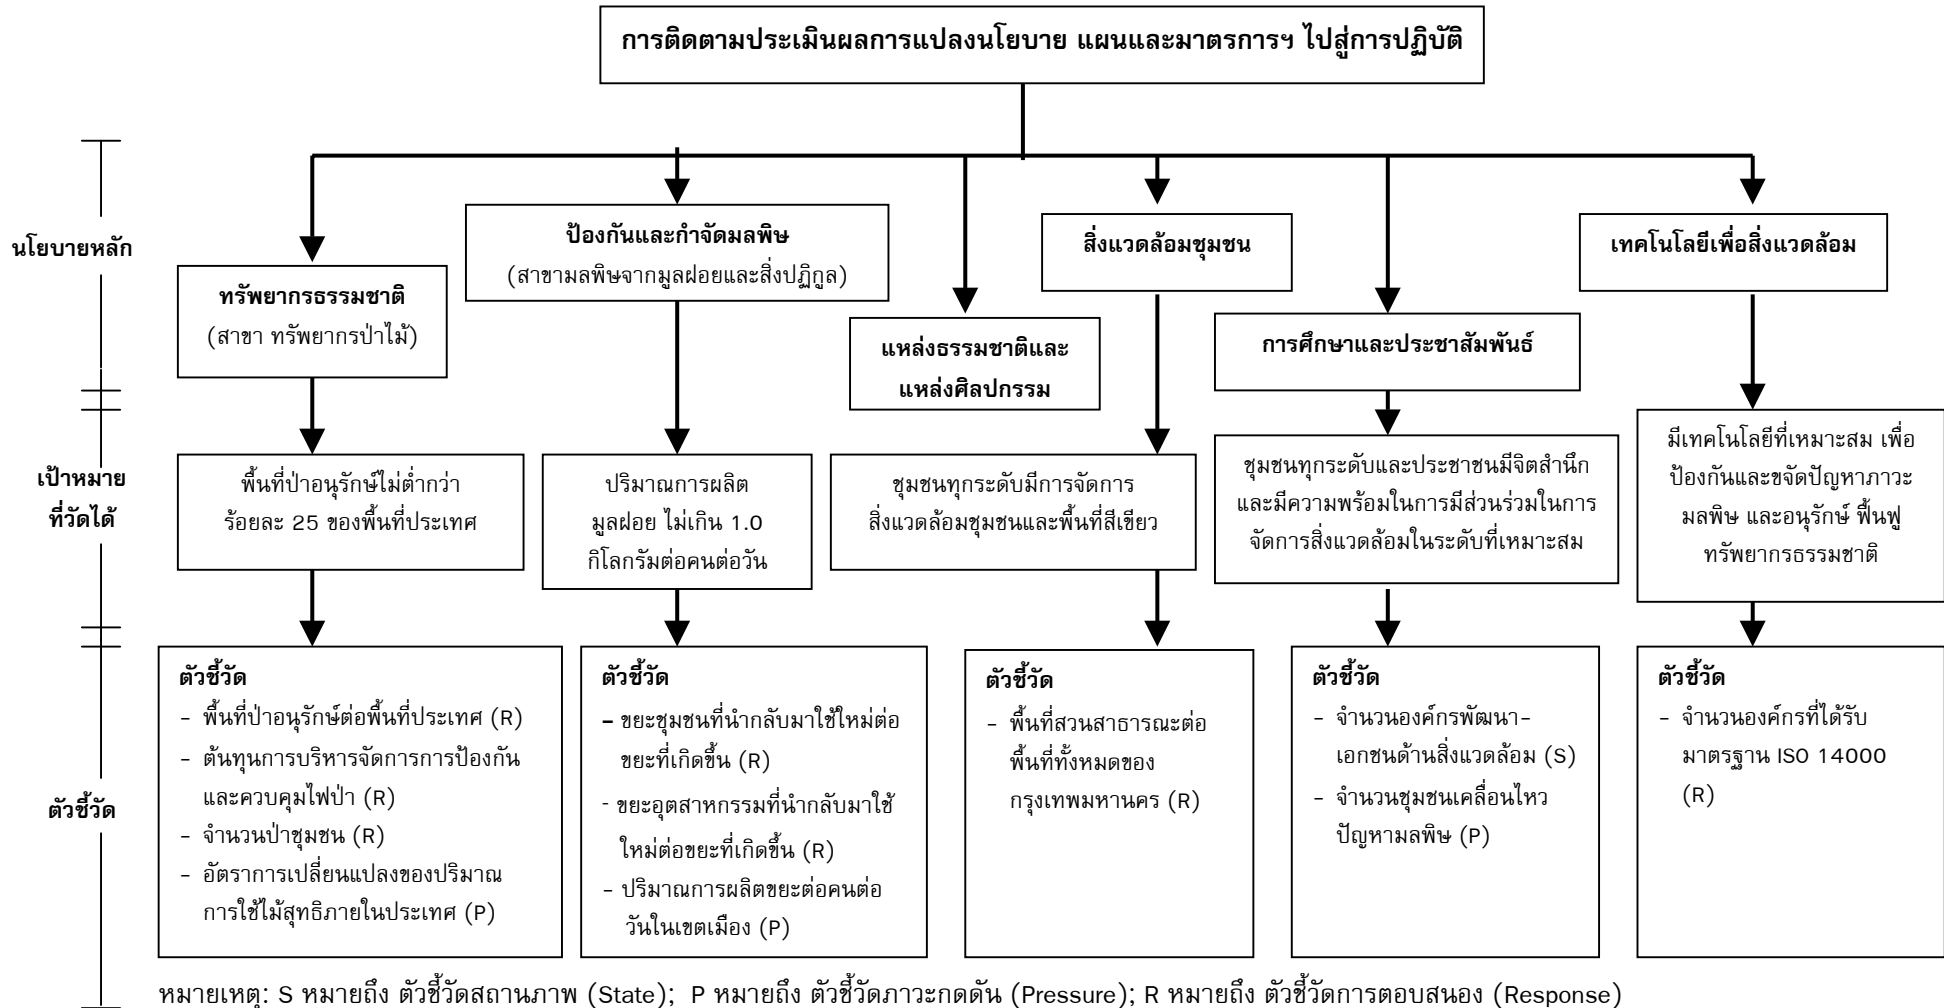 การติดตามประเมินผลการแปลงนโยบาย แผนและมาตรการฯ ไปสู่การปฏิบัติ
นโยบายหลัก
ทรัพยากรธรรมชาติ
(สาขา ทรัพยากรป่าไม้)
ป้องกันและกำจัดมลพิษ
(สาขามลพิษจากมูลฝอยและสิ่งปฏิกูล)
แหล่งธรรมชาติและ
แหล่งศิลปกรรม
สิ่งแวดล้อมชุมชน
การศึกษาและประชาสัมพันธ์
เทคโนโลยีเพื่อสิ่งแวดล้อม
เป้าหมาย
ที่วัดได้
พื้นที่ป่าอนุรักษ์ไม่ต่ำกว่า
ร้อยละ 25 ของพื้นที่ประเทศ
ปริมาณการผลิต
มูลฝอย ไม่เกิน 1.0
กิโลกรัมต่อคนต่อวัน
ชุมชนทุกระดับมีการจัดการ
สิ่งแวดล้อมชุมชนและพื้นที่สีเขียว
ชุมชนทุกระดับและประชาชนมีจิตสำนึก
และมีความพร้อมในการมีส่วนร่วมในการ
จัดการสิ่งแวดล้อมในระดับที่เหมาะสม
มีเทคโนโลยีที่เหมาะสม เพื่อ
ป้องกันและขจัดปัญหาภาวะ
มลพิษ และอนุรักษ์ ฟื้นฟู
ทรัพยากรธรรมชาติ
ตัวชี้วัด
ตัวชี้วัด
- พื้นที่ป่าอนุรักษ์ต่อพื้นที่ประเทศ (R)
- ต้นทุนการบริหารจัดการการป้องกัน
และควบคุมไฟป่า (R)
- จำนวนป่าชุมชน (R)
- อัตราการเปลี่ยนแปลงของปริมาณ
การใช้ไม้สุทธิภายในประเทศ (P)
ตัวชี้วัด
- ขยะชุมชนที่นำกลับมาใช้ใหม่ต่อ
ขยะที่เกิดขึ้น (R)
- ขยะอุตสาหกรรมที่นำกลับมาใช้
ใหม่ต่อขยะที่เกิดขึ้น (R)
- ปริมาณการผลิตขยะต่อคนต่อ
วันในเขตเมือง (P)
ตัวชี้วัด
- พื้นที่สวนสาธารณะต่อ
พื้นที่ทั้งหมดของ
กรุงเทพมหานคร (R)
ตัวชี้วัด
- จำนวนองค์กรพัฒนา-
เอกชนด้านสิ่งแวดล้อม (S)
- จำนวนชุมชนเคลื่อนไหว
ปัญหามลพิษ (P)
ตัวชี้วัด
- จำนวนองค์กรที่ได้รับ
มาตรฐาน ISO 14000
(R)
หมายเหตุ: S หมายถึง ตัวชี้วัดสถานภาพ (State); P หมายถึง ตัวชี้วัดภาวะกดดัน (Pressure); R หมายถึง ตัวชี้วัดการตอบสนอง (Response)